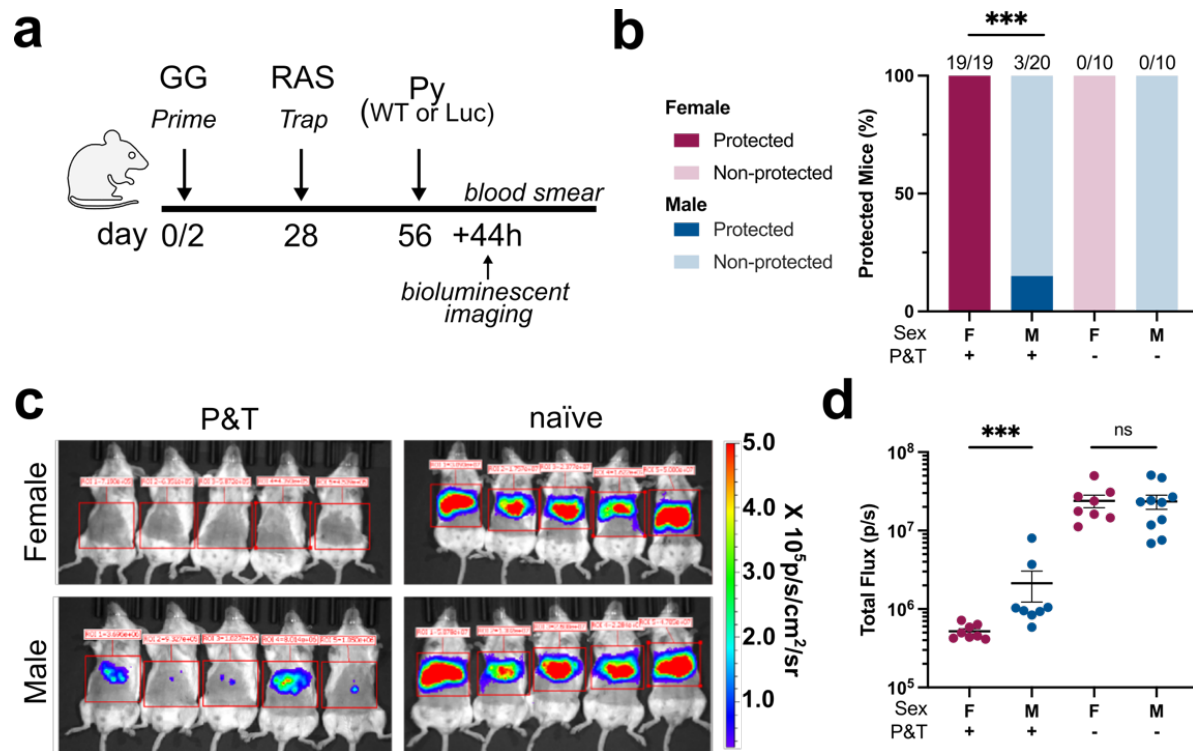 a
GG
Prime
RAS
Trap
Py
(WT or Luc)
blood smear
day 0/2 28 56 +44h
bioluminescent
imaging
b
Female
Protected
Non-protected
Male
Protected
Non-protected
***
19/19 3/20 0/10 0/10
Protected Mice (%)
100
50
0
Sex F M F M
P&T + + - -
c
P&T naïve
Female
Male
5.0
4.0
3.0
2.0
1.0
X 10⁵p/s/cm²/sr
d
*** ns
Total Flux (p/s)
10⁸
10⁷
10⁶
10⁵
Sex F M F M
P&T + + - -